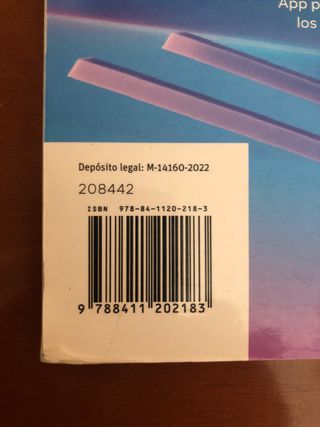 App p
los
Depósito legal: M-14160-2022
208442
ISBN 978-84-1120-218-3
9 788411 202183